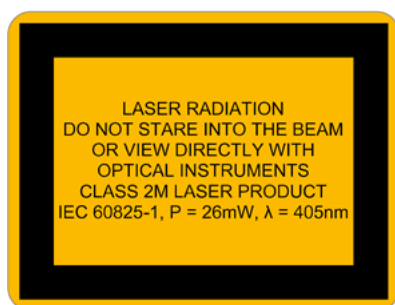 LASER RADIATION
DO NOT STARE INTO THE BEAM
OR VIEW DIRECTLY WITH
OPTICAL INSTRUMENTS
CLASS 2M LASER PRODUCT
IEC 60825-1, P = 26mW, λ = 405nm